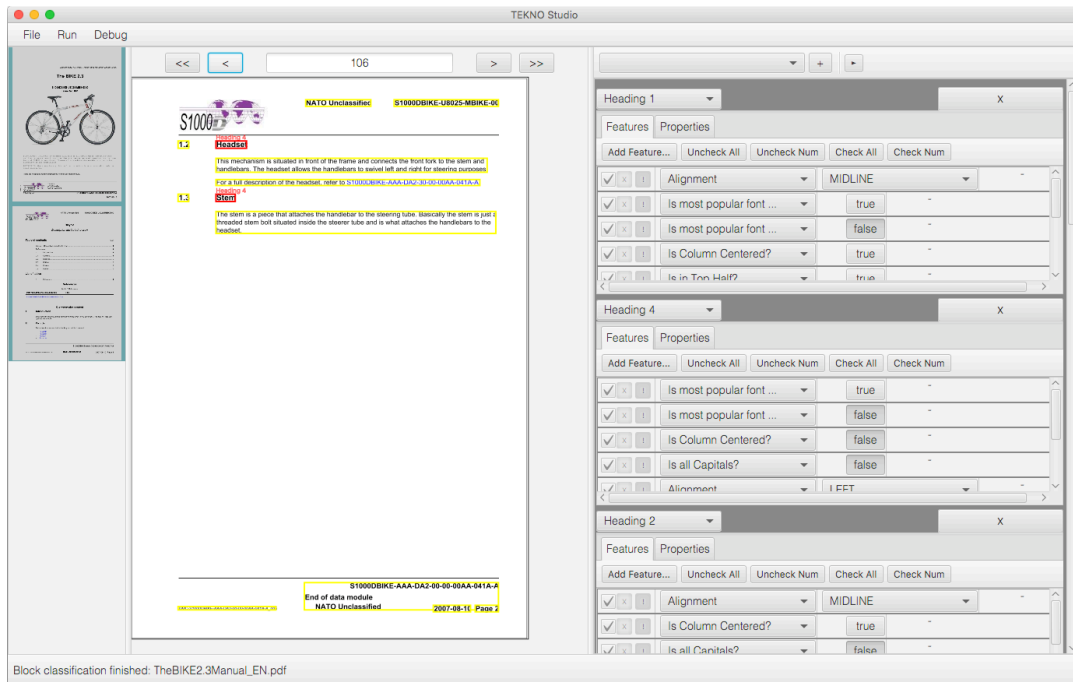 TEKNO Studio
File Run Debug
The BIKE 2.3
<< < 106 > >>
NATO Unclassified S1000DBIKE-U8025-MBIKE-00
S1000D
Heading 4
1.2 Headset
This mechanism is situated in front of the frame and connects the front fork to the stem and
handlebars. The headset allows the handlebars to swivel left and right for steering purposes
For a full description of the headset, refer to S1000DBIKE-AAA-DA2-30-00-00AA-041A-A.
Heading 4
1.3 Stem
The stem is a piece that attaches the handlebar to the steering tube. Basically the stem is just a
threaded stem bolt situated inside the steerer tube and is what attaches the handlebars to the
headset.
S1000DBIKE-AAA-DA2-00-00-00AA-041A-A
End of data module
NATO Unclassified 2007-08-10 Page 2
+
Heading 1 X
Features Properties
Add Feature... Uncheck All Uncheck Num Check All Check Num
x ! Alignment MIDLINE -
x ! Is most popular font ... true -
x ! Is most popular font ... false -
x ! Is Column Centered? true -
Is in Top Half? true -
Heading 4 X
Features Properties
Add Feature... Uncheck All Uncheck Num Check All Check Num
x ! Is most popular font ... true -
x ! Is most popular font ... false -
x ! Is Column Centered? false -
x ! Is all Capitals? false -
x ! Alignment LEFT -
Heading 2 X
Features Properties
Add Feature... Uncheck All Uncheck Num Check All Check Num
x ! Alignment MIDLINE -
x ! Is Column Centered? true -
x ! Is all Capitals? false -
Block classification finished: TheBIKE2.3Manual_EN.pdf